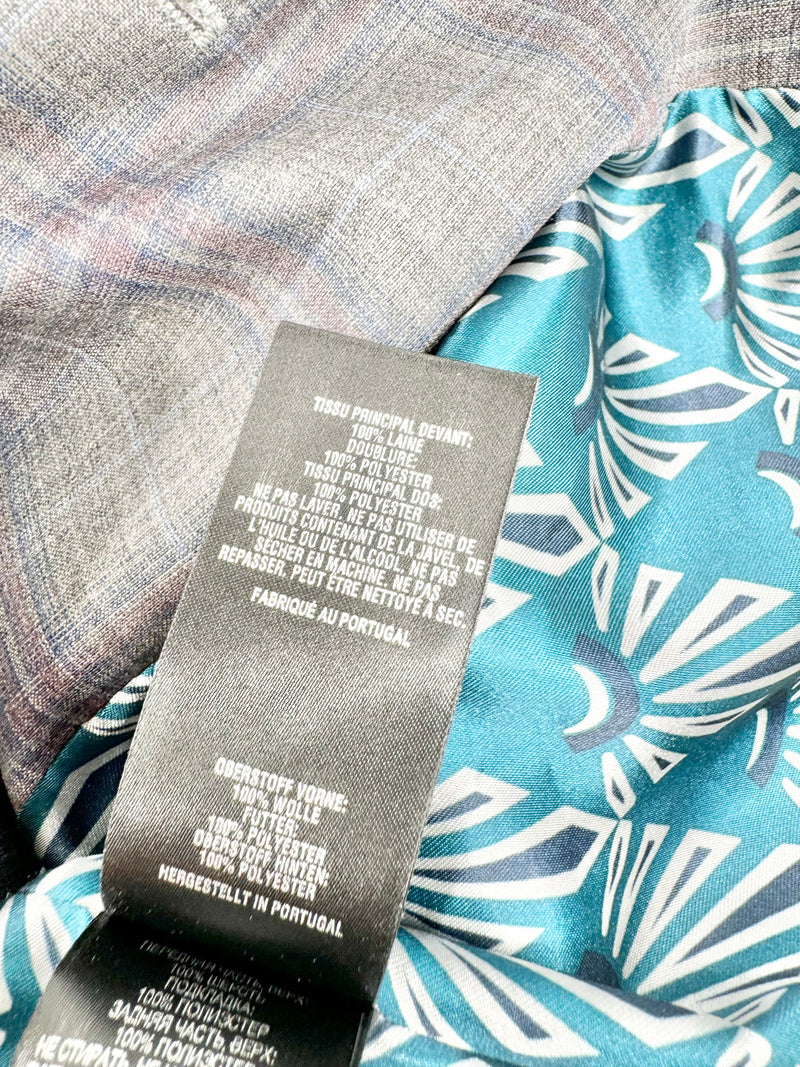 TISSU PRINCIPAL DEVANT:
100% LAINE
DOUBLURE:
100% POLYESTER
TISSU PRINCIPAL DOS:
100% POLYESTER
NE PAS LAVER, NE PAS UTILISER DE
PRODUITS CONTENANT DE LA JAVEL, DE
L'HUILE OU DE L'ALCOOL, NE PAS
SÉCHER EN MACHINE, NE PAS
REPASSER, PEUT ÊTRE NETTOYÉ À SEC.
FABRIQUÉ AU PORTUGAL
OBERSTOFF VORNE:
100% WOLLE
FUTTER:
100% POLYESTER
OBERSTOFF HINTEN:
100% POLYESTER
HERGESTELLT IN PORTUGAL
ПЕРЕДНИЙ ЧАСТЬ, ВЕРХ:
100% ШЕРСТЬ
ПОДКЛАДКА:
100% ПОЛИЭСТЕР
ЗАДНЯЯ ЧАСТЬ, ВЕРХ:
100% ПОЛИЭСТЕР
НЕ СТИРАТЬ, НЕ